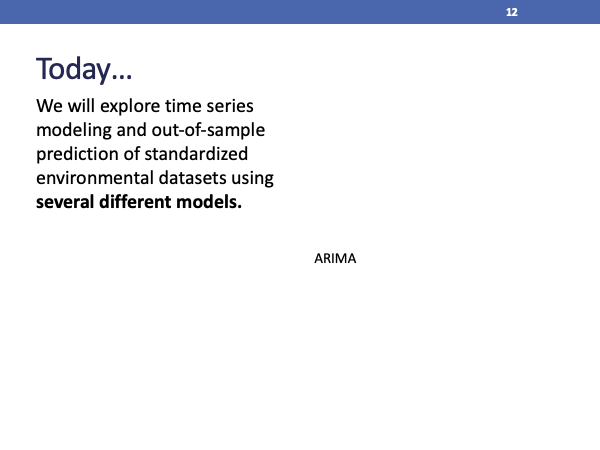 12
Today…
We will explore time series
modeling and out-of-sample
prediction of standardized
environmental datasets using
several different models.
ARIMA